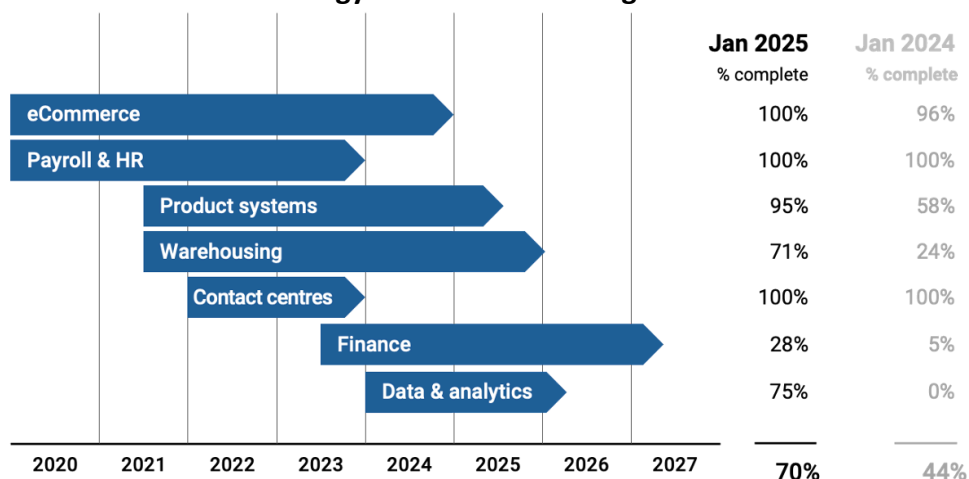 Jan 2025 Jan 2024
% complete % complete
eCommerce 100% 96%
Payroll & HR 100% 100%
Product systems 95% 58%
Warehousing 71% 24%
Contact centres 100% 100%
Finance 28% 5%
Data & analytics 75% 0%
2020 2021 2022 2023 2024 2025 2026 2027
70% 44%